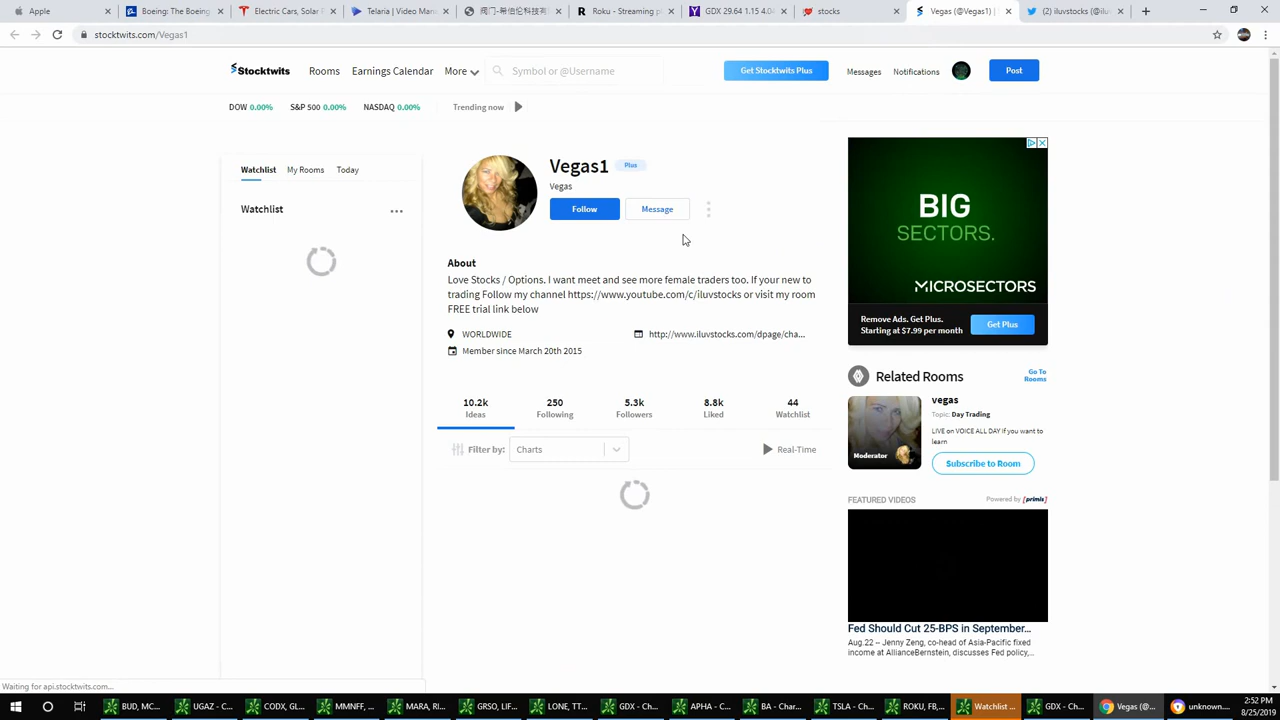 Apple
Boeing: The Boeing
Electric Cars, Solar
Telaria | Video Man
阀门-希伯伦科技有
Roku - Streaming p
GDX 29.64 1.15 4.04
stocks
Vegas (@Vegas1) |
(2) iluvstocks (@ilu
stocktwits.com/Vegas1
Stocktwits
Rooms
Earnings Calendar
More
Symbol or @Username
Get Stocktwits Plus
Messages
Notifications
Post
DOW 0.00%
S&P 500 0.00%
NASDAQ 0.00%
Trending now
Watchlist
My Rooms
Today
Watchlist
Vegas1
Plus
Vegas
Follow
Message
About
Love Stocks / Options. I want meet and see more female traders too. If your new to
trading Follow my channel https://www.youtube.com/c/iluvstocks or visit my room
FREE trial link below
WORLDWIDE
http://www.iluvstocks.com/dpage/cha...
Member since March 20th 2015
10.2k
Ideas
250
Following
5.3k
Followers
8.8k
Liked
44
Watchlist
Filter by:
Charts
Real-Time
BIG
SECTORS.
MICROSECTORS
Remove Ads. Get Plus.
Starting at $7.99 per month
Get Plus
Related Rooms
Go To
Rooms
vegas
Topic: Day Trading
LIVE on VOICE ALL DAY if you want to
learn
Moderator
Subscribe to Room
FEATURED VIDEOS
Powered by [primis]
Fed Should Cut 25-BPS in September...
Aug.22 -- Jenny Zeng, co-head of Asia-Pacific fixed
income at AllianceBernstein, discusses Fed policy,...
Waiting for api.stocktwits.com...
BUD, MC...
UGAZ - C...
CODX, GL...
MMNFF, ...
MARA, RI...
GRSO, LIF...
LONE, TT...
GDX - Ch...
APHA - C...
BA - Char...
TSLA - Ch...
ROKU, FB,...
Watchlist ...
GDX - Ch...
Vegas (@...
unknown....
2:52 PM
8/25/2019